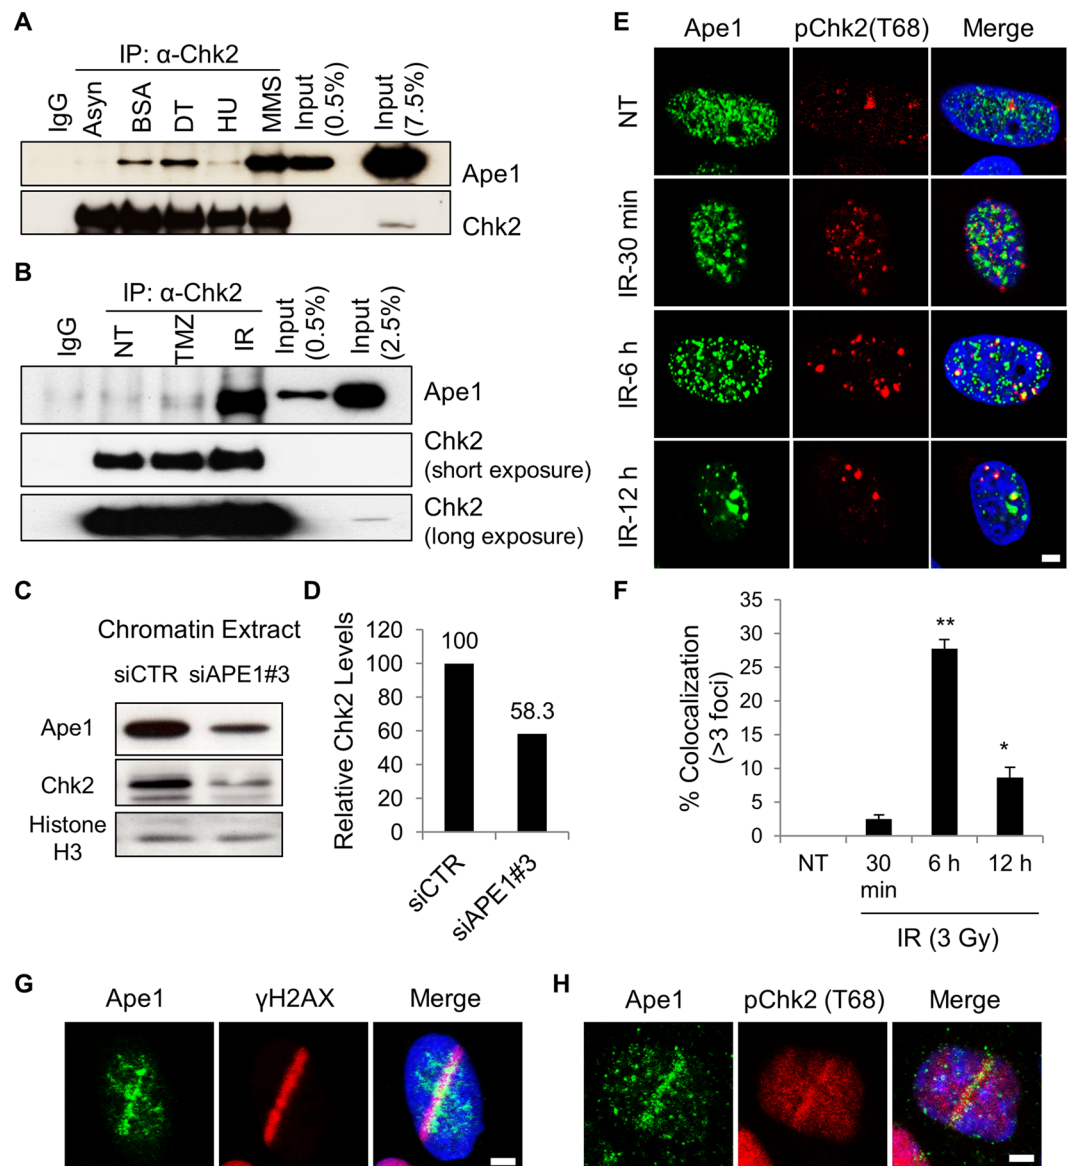 A
IP: α-Chk2
IgG
Asyn
BSA
DT
HU
MMS
Input
(0.5%)
Input
(7.5%)
Ape1
Chk2
B
IP: α-Chk2
IgG
NT
TMZ
IR
Input
(0.5%)
Input
(2.5%)
Ape1
Chk2
(short exposure)
Chk2
(long exposure)
C
Chromatin Extract
siCTR siAPE1#3
Ape1
Chk2
Histone
H3
D
Relative Chk2 Levels
120
100
80
60
40
20
0
100
58.3
siCTR
siAPE1#3
E
Ape1 pChk2(T68) Merge
NT
IR-30 min
IR-6 h
IR-12 h
F
% Colocalization
(>3 foci)
35
30
25
20
15
10
5
0
**
*
NT 30 6 h 12 h
min
IR (3 Gy)
G
Ape1 γH2AX Merge
H
Ape1 pChk2 (T68) Merge